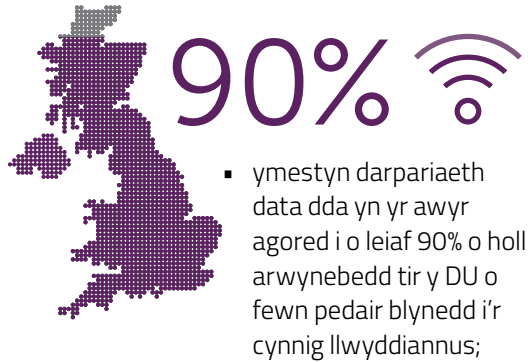 90%
▪ ymestyn darpariaeth
data dda yn yr awyr
agored i o leiaf 90% o holl
arwynebedd tir y DU o
fewn pedair blynedd i’r
cynnig llwyddiannus;